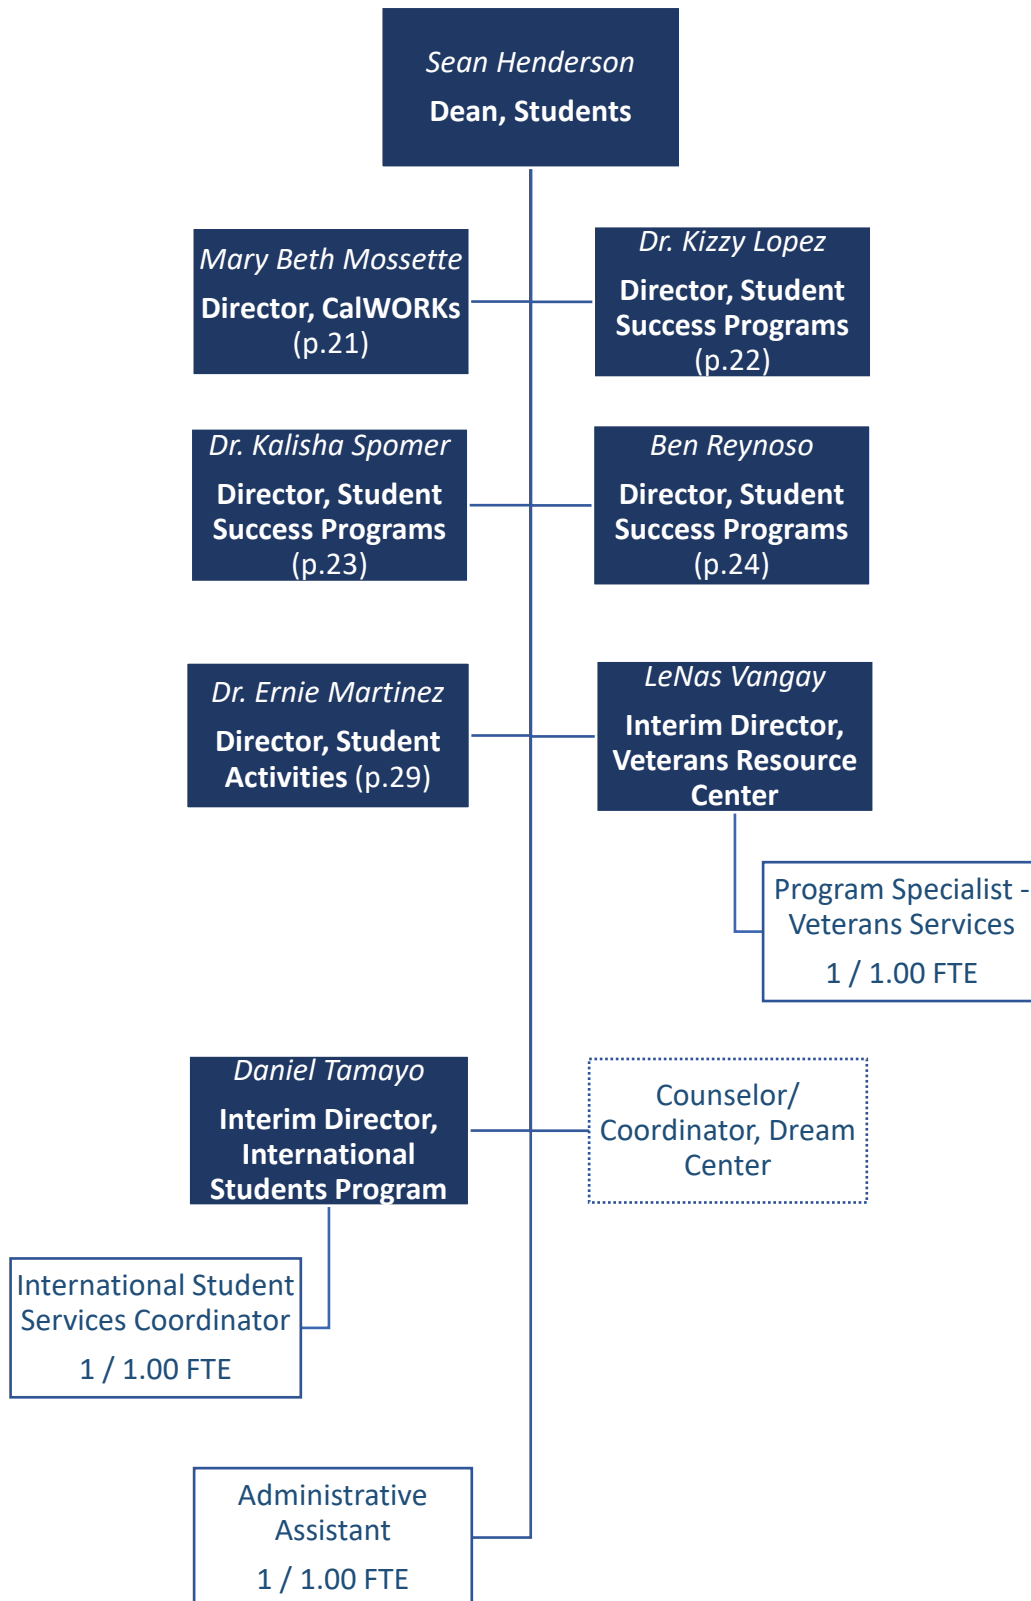 Sean Henderson
Dean, Students
Mary Beth Mossette
Director, CalWORKs
(p.21)
Dr. Kizzy Lopez
Director, Student
Success Programs
(p.22)
Dr. Kalisha Spomer
Director, Student
Success Programs
(p.23)
Ben Reynoso
Director, Student
Success Programs
(p.24)
Dr. Ernie Martinez
Director, Student
Activities (p.29)
LeNas Vangay
Interim Director,
Veterans Resource
Center
Program Specialist -
Veterans Services
1 / 1.00 FTE
Daniel Tamayo
Interim Director,
International
Students Program
Counselor/
Coordinator, Dream
Center
International Student
Services Coordinator
1 / 1.00 FTE
Administrative
Assistant
1 / 1.00 FTE